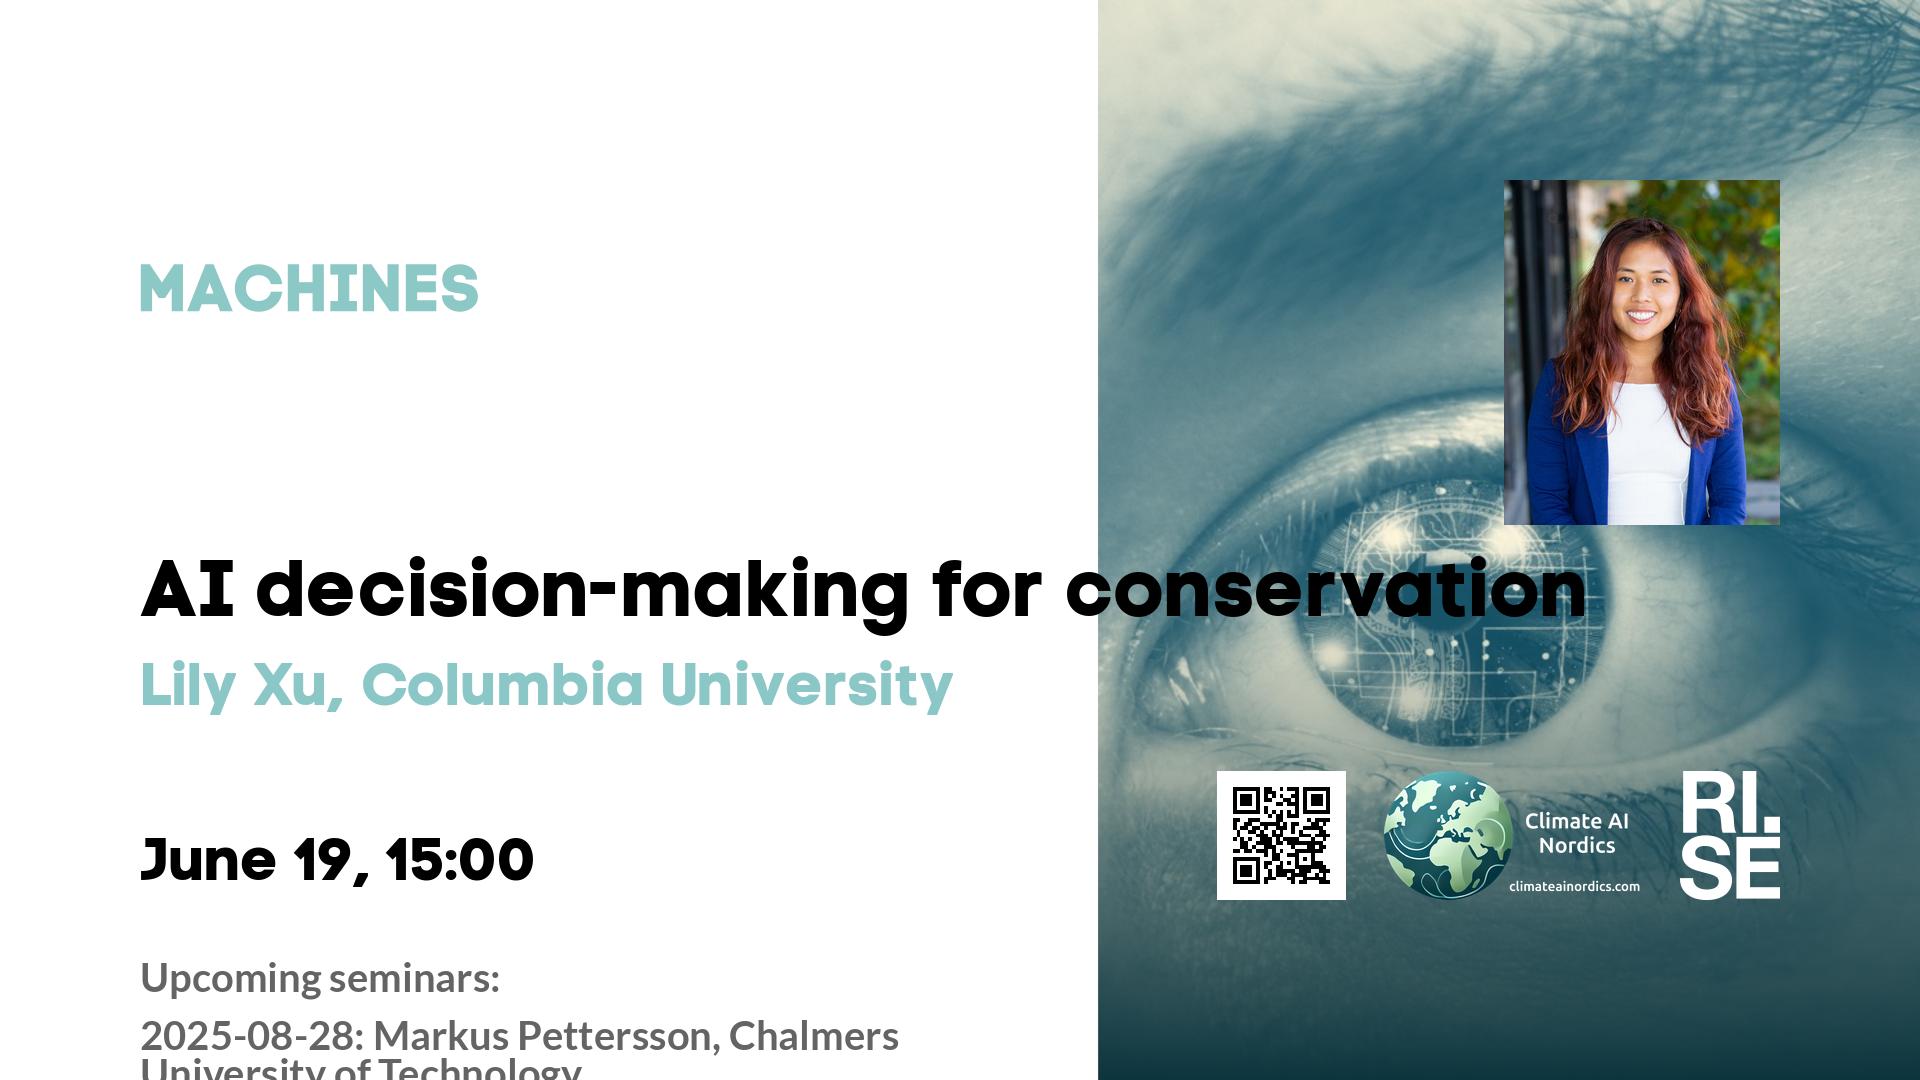 MACHINES
AI decision-making for conservation
Lily Xu, Columbia University
June 19, 15:00
Climate AI
Nordics
climateainordics.com
RI.
SE
Upcoming seminars:
2025-08-28: Markus Pettersson, Chalmers
University of Technology